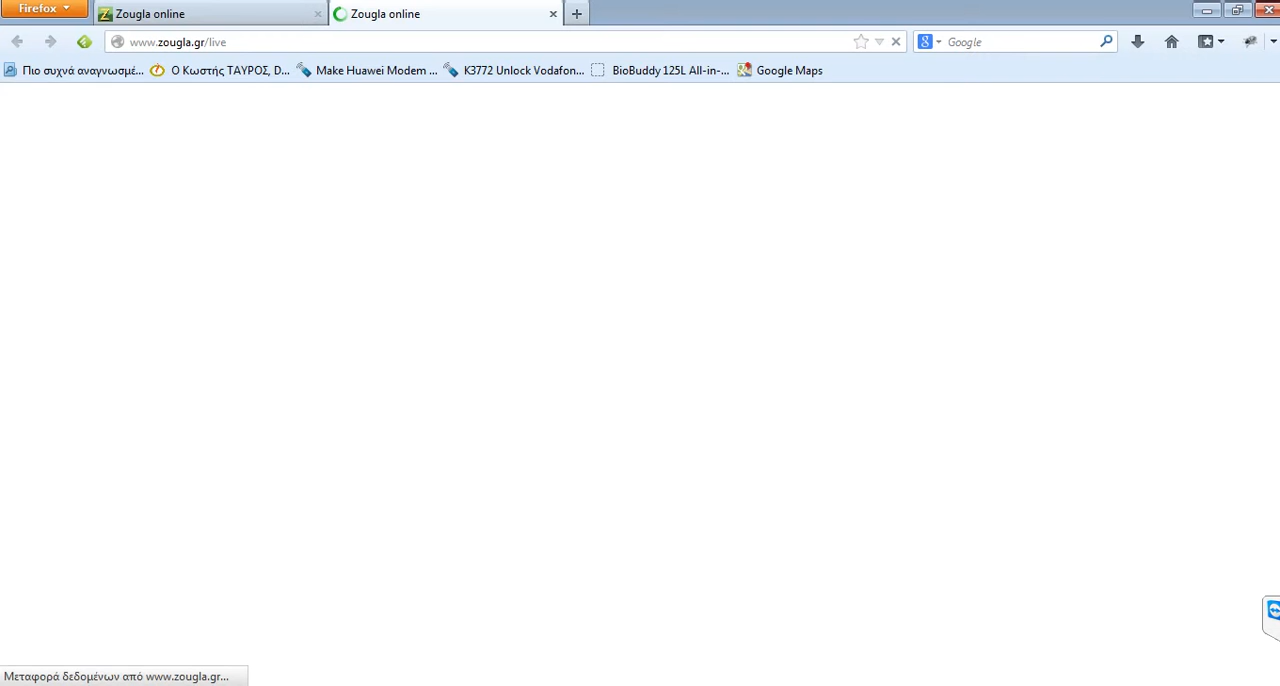 Firefox
Zougla online
Zougla online
www.zougla.gr/live
Google
Πιο συχνά αναγνωσμέ...
Ο Κωστής ΤΑΥΡΟΣ, D...
Make Huawei Modem ...
K3772 Unlock Vodafon...
BioBuddy 125L All-in-...
Google Maps
Μεταφορά δεδομένων από www.zougla.gr...